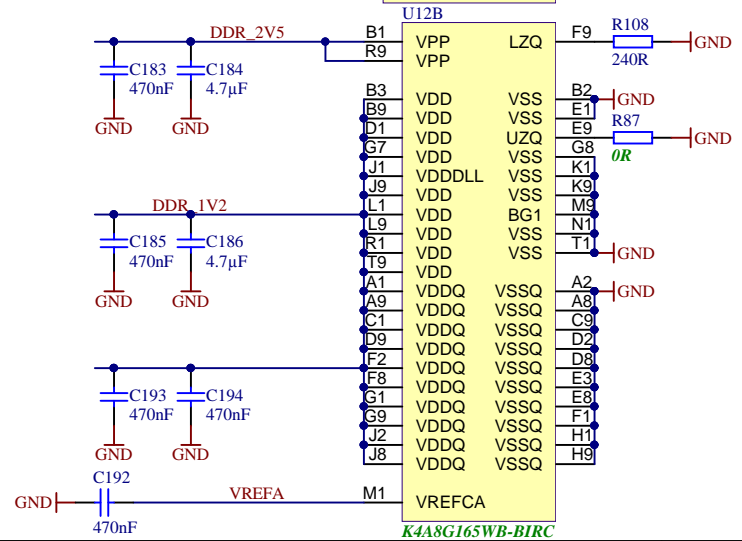 U12B
DDR_2V5 B1 VPP LZQ F9 R108 GND
240R
R9 VPP
C183 C184
470nF 4.7µF
GND GND
B3 VDD VSS B2 GND
B9 VDD VSS E1
R87
D1 VDD UZQ E9 GND
0R
G7 VDD VSS G8
J1 VDDDLL VSS K1
J9 VDD VSS K9
DDR_1V2 L1 VDD BG1 M9
L9 VDD VSS N1
R1 VDD VSS T1 GND
T9 VDD
C185 C186
470nF 4.7µF
GND GND
A1 VDDQ VSSQ A2 GND
A9 VDDQ VSSQ A8
C1 VDDQ VSSQ C9
D9 VDDQ VSSQ D2
F2 VDDQ VSSQ D8
F8 VDDQ VSSQ E3
G1 VDDQ VSSQ E8
G9 VDDQ VSSQ F1
J2 VDDQ VSSQ H1
J8 VDDQ VSSQ H9
C193 C194
470nF 470nF
GND GND
C192
GND VREFA M1 VREFCA
470nF
K4A8G165WB-BIRC